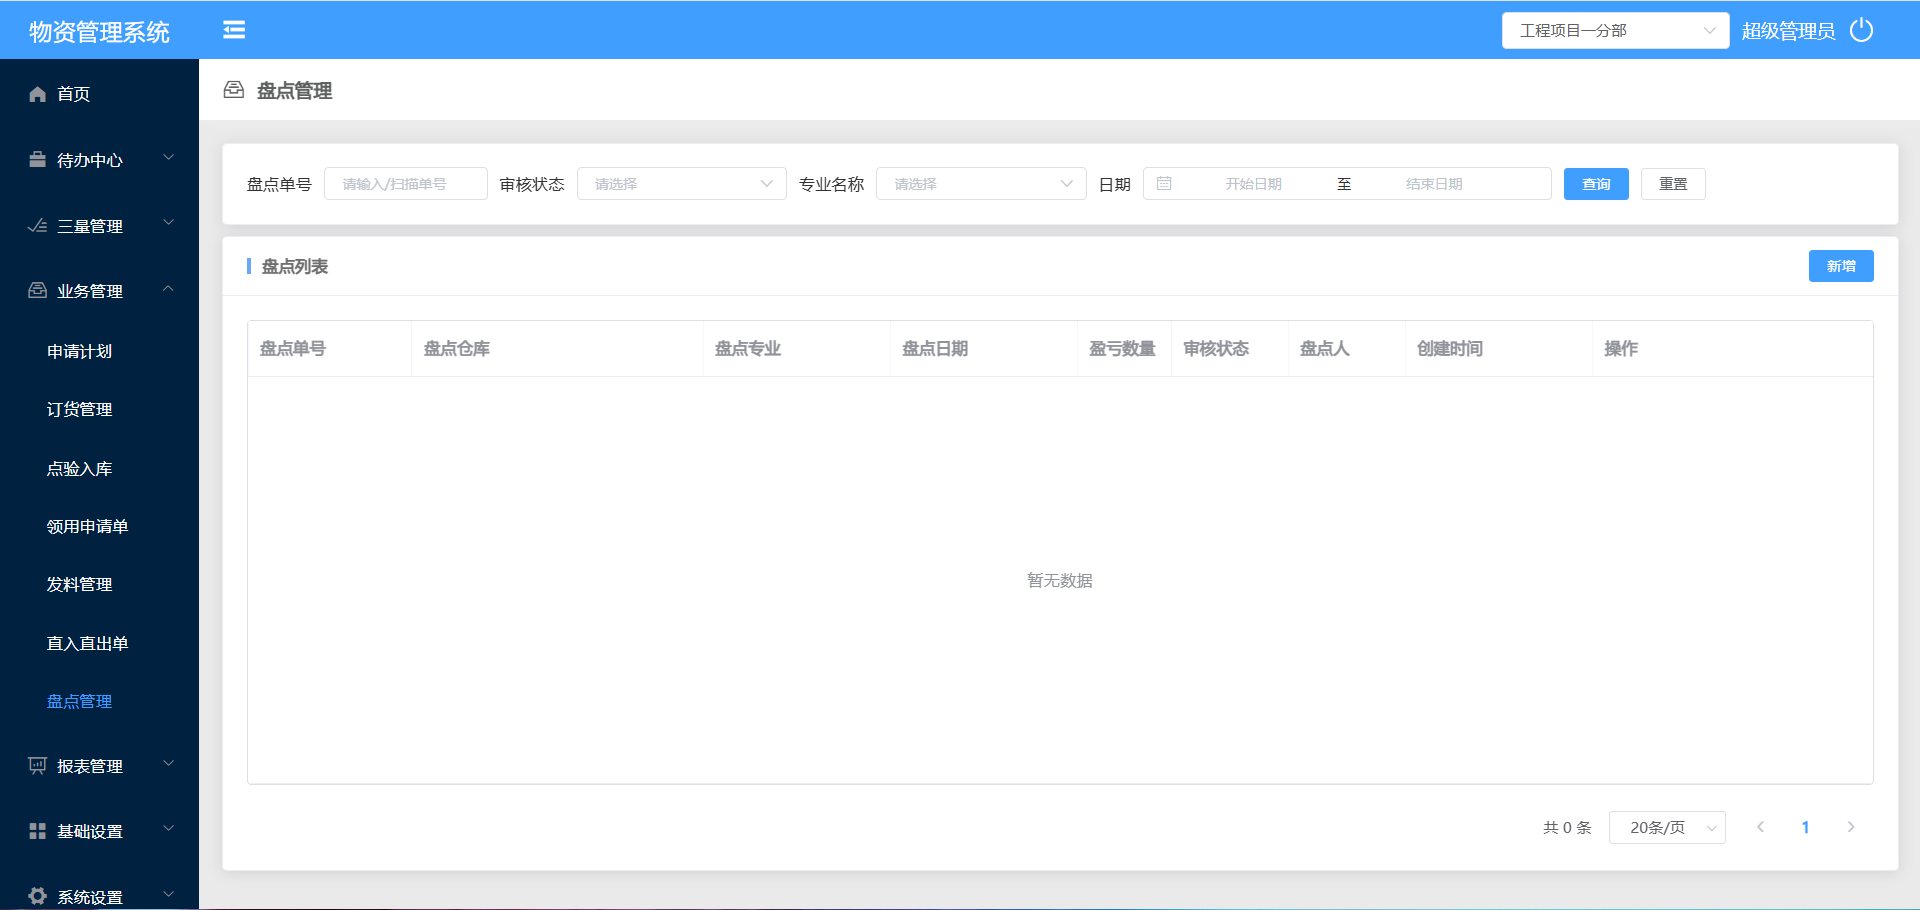 物资管理系统
工程项目一分部
超级管理员
首页
待办中心
三量管理
业务管理
申请计划
订货管理
点验入库
领用申请单
发料管理
直入直出单
盘点管理
报表管理
基础设置
系统设置
盘点管理
盘点单号 请输入/扫描单号 审核状态 请选择 专业名称 请选择 日期 开始日期 至 结束日期 查询 重置
盘点列表
新增
盘点单号 盘点仓库 盘点专业 盘点日期 盈亏数量 审核状态 盘点人 创建时间 操作
暂无数据
共 0 条 20条/页 1